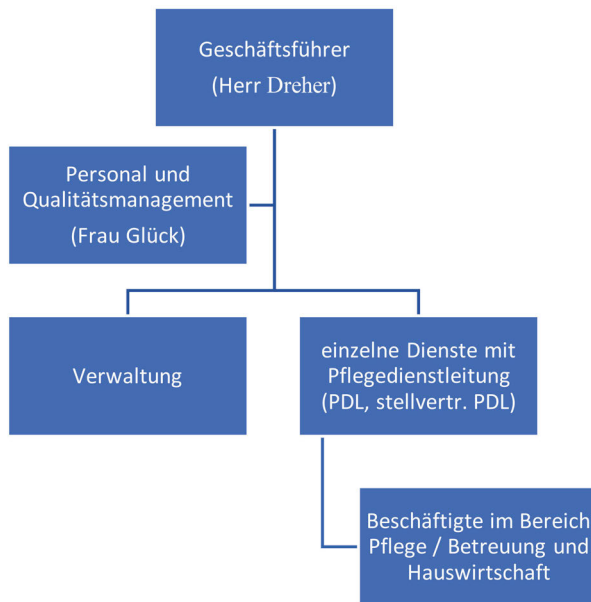 Geschäftsführer
(Herr Dreher)
Personal und
Qualitätsmanagement
(Frau Glück)
Verwaltung
einzelne Dienste mit
Pflegedienstleitung
(PDL, stellvertr. PDL)
Beschäftigte im Bereich
Pflege / Betreuung und
Hauswirtschaft